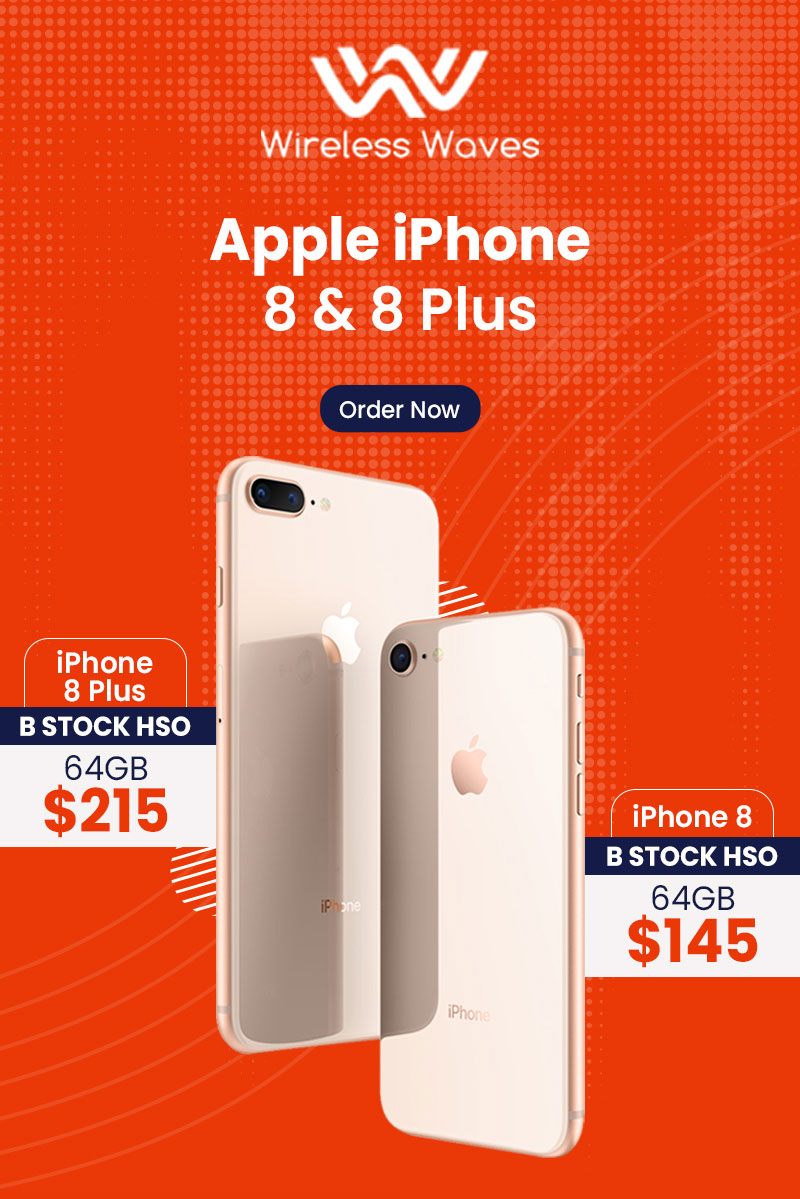 Wireless Waves
Apple iPhone
8 & 8 Plus
Order Now
iPhone
8 Plus
B STOCK HSO
64GB
$215
iPhone 8
B STOCK HSO
64GB
$145
iPhone
iPhone